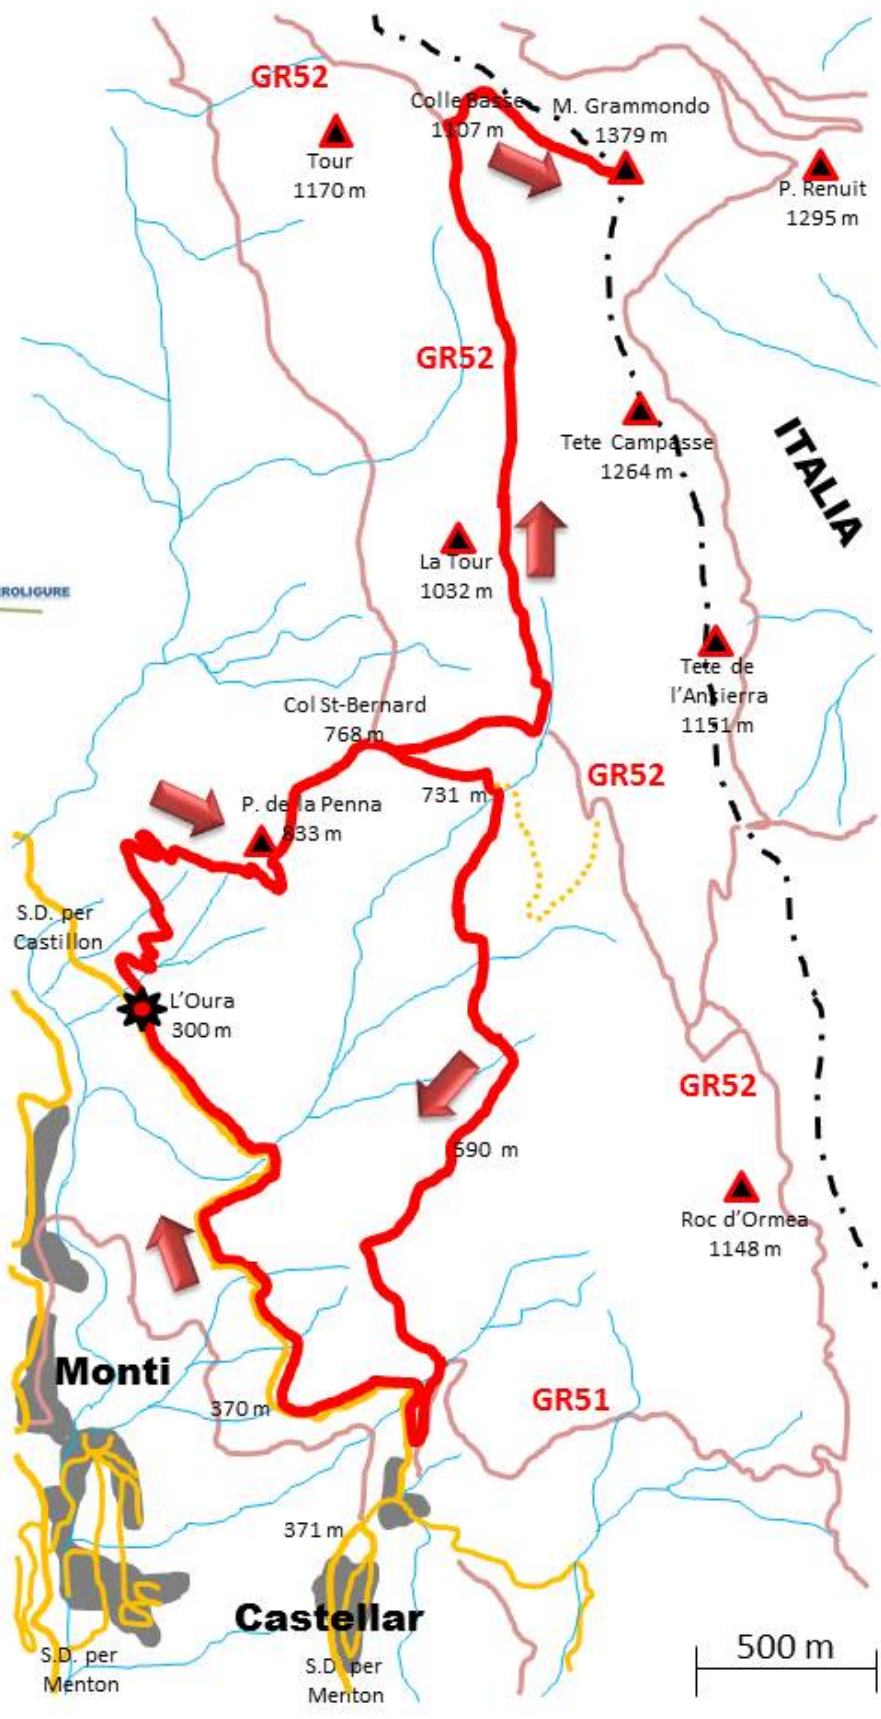 GR52
Colle Basse
1107 m
M. Grammondo
1379 m
Tour
1170 m
P. Renuit
1295 m
GR52
Tete Campasse
1264 m
ITALIA
La Tour
1032 m
ROLIGURE
Tete de
l'Ansierra
1151 m
Col St-Bernard
768 m
GR52
731 m
P. de la Penna
833 m
S.D. per
Castillon
L'Oura
300 m
GR52
590 m
Roc d'Ormea
1148 m
Monti
370 m
GR51
371 m
Castellar
500 m
S.D. per
Menton
S.D. per
Menton